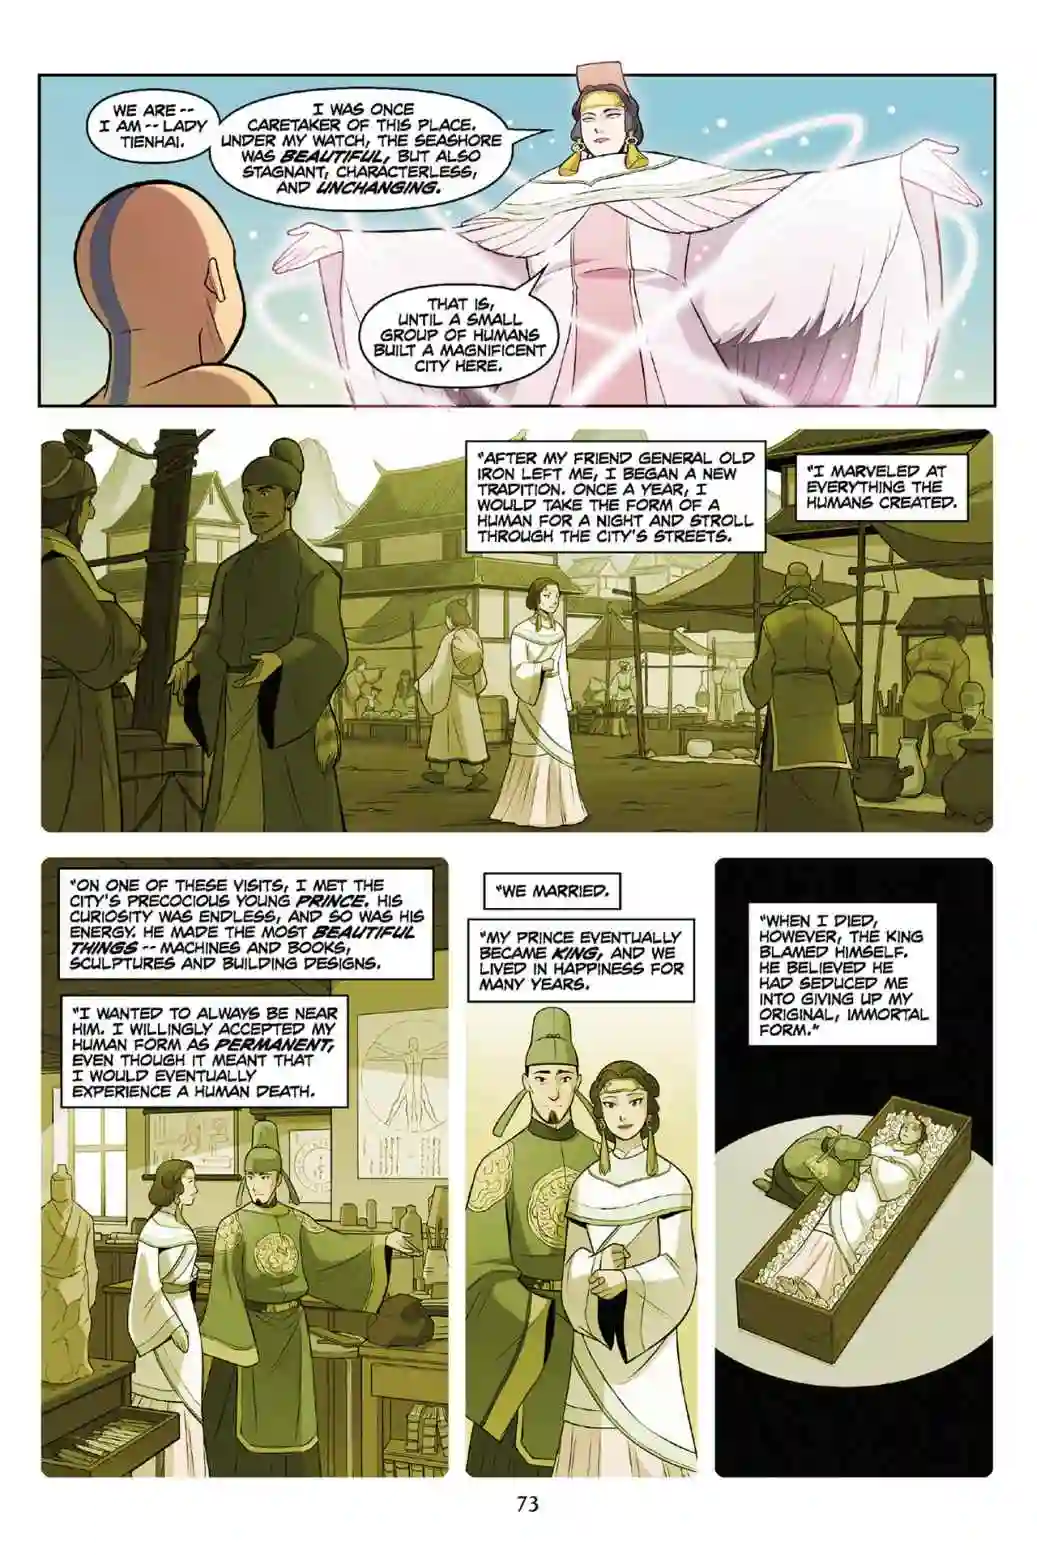 WE ARE --
I AM -- LADY
TIENHAI.
I WAS ONCE
CARETAKER OF THIS PLACE.
UNDER MY WATCH, THE SEASHORE
WAS BEAUTIFUL, BUT ALSO
STAGNANT, CHARACTERLESS,
AND UNCHANGING.
THAT IS,
UNTIL A SMALL
GROUP OF HUMANS
BUILT A MAGNIFICENT
CITY HERE.
"AFTER MY FRIEND GENERAL OLD
IRON LEFT ME, I BEGAN A NEW
TRADITION. ONCE A YEAR, I
WOULD TAKE THE FORM OF A
HUMAN FOR A NIGHT AND STROLL
THROUGH THE CITY'S STREETS.
"I MARVELED AT
EVERYTHING THE
HUMANS CREATED.
"ON ONE OF THESE VISITS, I MET THE
CITY'S PRECOCIOUS YOUNG PRINCE. HIS
CURIOSITY WAS ENDLESS, AND SO WAS HIS
ENERGY. HE MADE THE MOST BEAUTIFUL
THINGS -- MACHINES AND BOOKS,
SCULPTURES AND BUILDING DESIGNS.
"I WANTED TO ALWAYS BE NEAR
HIM. I WILLINGLY ACCEPTED MY
HUMAN FORM AS PERMANENT,
EVEN THOUGH IT MEANT THAT
I WOULD EVENTUALLY
EXPERIENCE A HUMAN DEATH.
"WE MARRIED.
"MY PRINCE EVENTUALLY
BECAME KING, AND WE
LIVED IN HAPPINESS FOR
MANY YEARS.
"WHEN I DIED,
HOWEVER, THE KING
BLAMED HIMSELF.
HE BELIEVED HE
HAD SEDUCED ME
INTO GIVING UP MY
ORIGINAL, IMMORTAL
FORM."
73